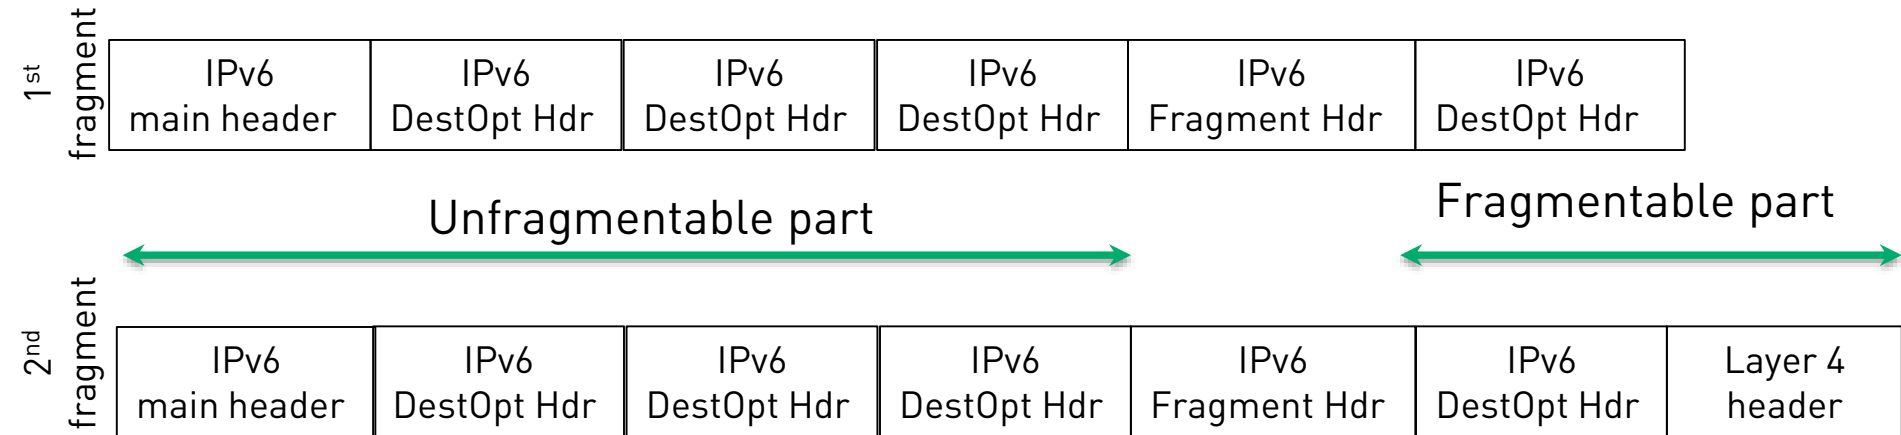 1st
fragment
IPv6
main header
IPv6
DestOpt Hdr
IPv6
DestOpt Hdr
IPv6
DestOpt Hdr
IPv6
Fragment Hdr
IPv6
DestOpt Hdr
Unfragmentable part
Fragmentable part
2nd
fragment
IPv6
main header
IPv6
DestOpt Hdr
IPv6
DestOpt Hdr
IPv6
DestOpt Hdr
IPv6
Fragment Hdr
IPv6
DestOpt Hdr
Layer 4
header